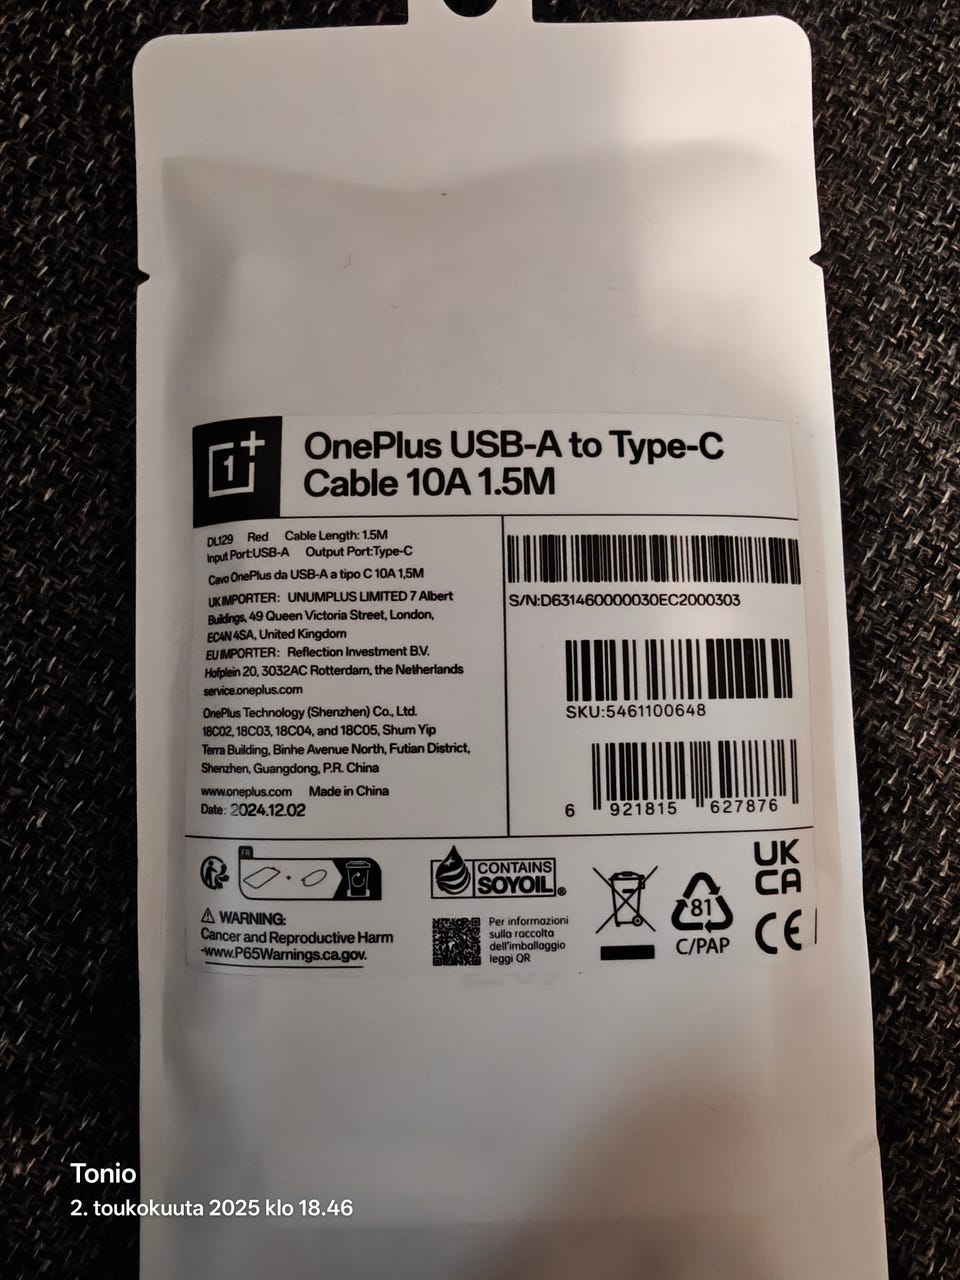 1+
OnePlus USB-A to Type-C
Cable 10A 1.5M
DL129 Red Cable Length: 1.5M
Input Port:USB-A Output Port:Type-C
Cavo OnePlus da USB-A a tipo C 10A 1,5M
UK IMPORTER: UNUMPLUS LIMITED 7 Albert
Buildings, 49 Queen Victoria Street, London,
EC4N 4SA, United Kingdom
EU IMPORTER: Reflection Investment B.V.
Hofplein 20, 3032AC Rotterdam, the Netherlands
service.oneplus.com
OnePlus Technology (Shenzhen) Co., Ltd.
18C02, 18C03, 18C04, and 18C05, Shum Yip
Terra Building, Binhe Avenue North, Futian District,
Shenzhen, Guangdong, P.R. China
www.oneplus.com Made in China
Date: 2024.12.02
S/N:D631460000030EC2000303
SKU:5461100648
6 921815 627876
FR
⚠ WARNING:
Cancer and Reproductive Harm
-www.P65Warnings.ca.gov.
CONTAINS
SOYOIL®
Per informazioni
sulla raccolta
dell'imballaggio
leggi QR
81
C/PAP
UK
CA
CE
Tonio
2. toukokuuta 2025 klo 18.46